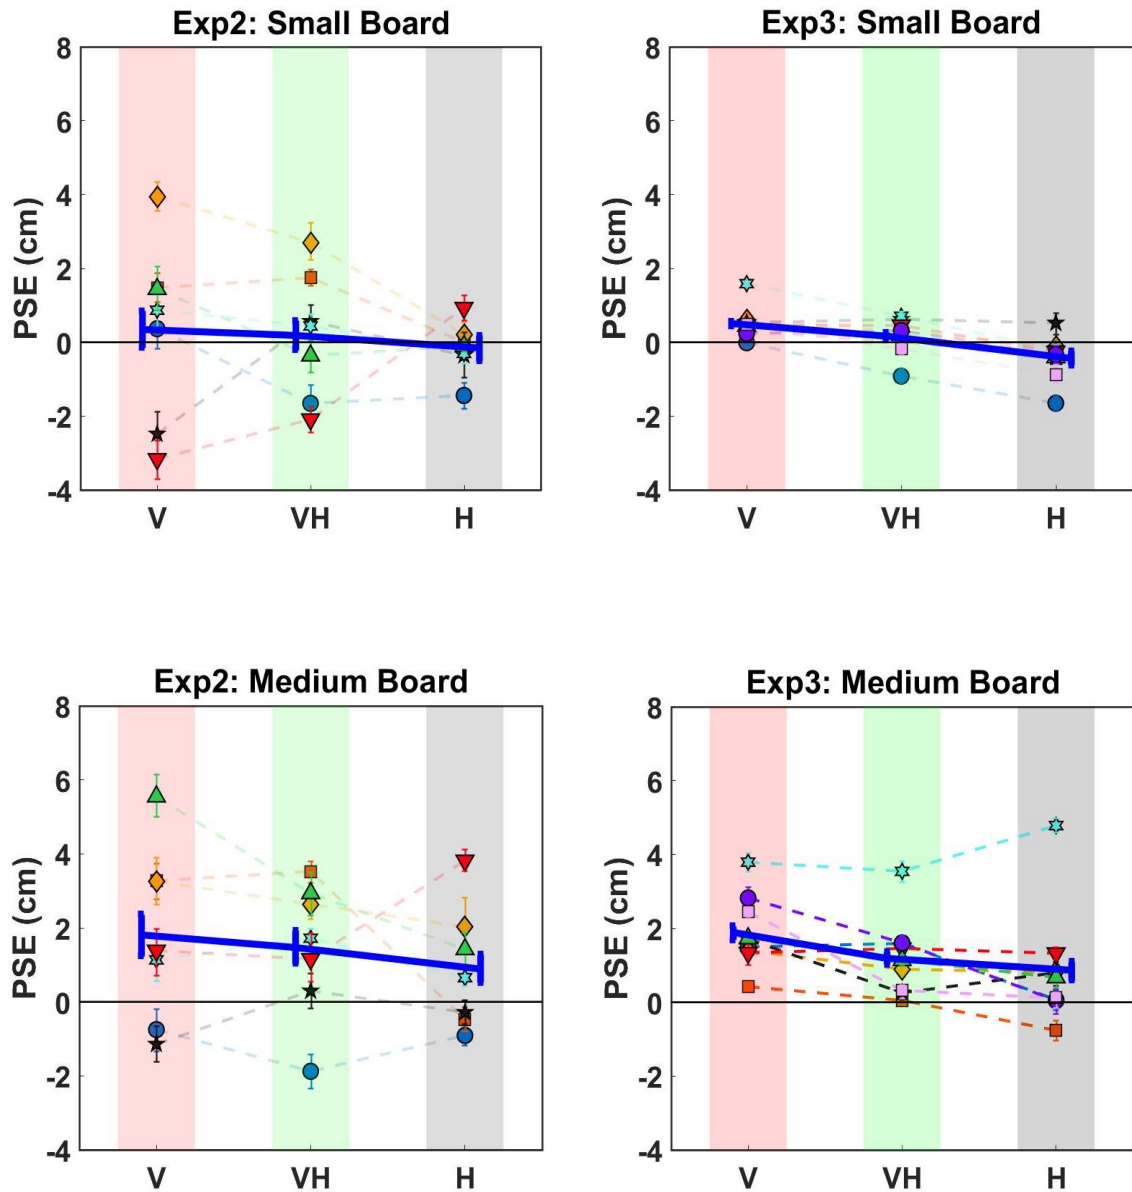 Exp2: Small Board
PSE (cm)
8
6
4
2
0
-2
-4
V VH H
Exp3: Small Board
PSE (cm)
8
6
4
2
0
-2
-4
V VH H
Exp2: Medium Board
PSE (cm)
8
6
4
2
0
-2
-4
V VH H
Exp3: Medium Board
PSE (cm)
8
6
4
2
0
-2
-4
V VH H